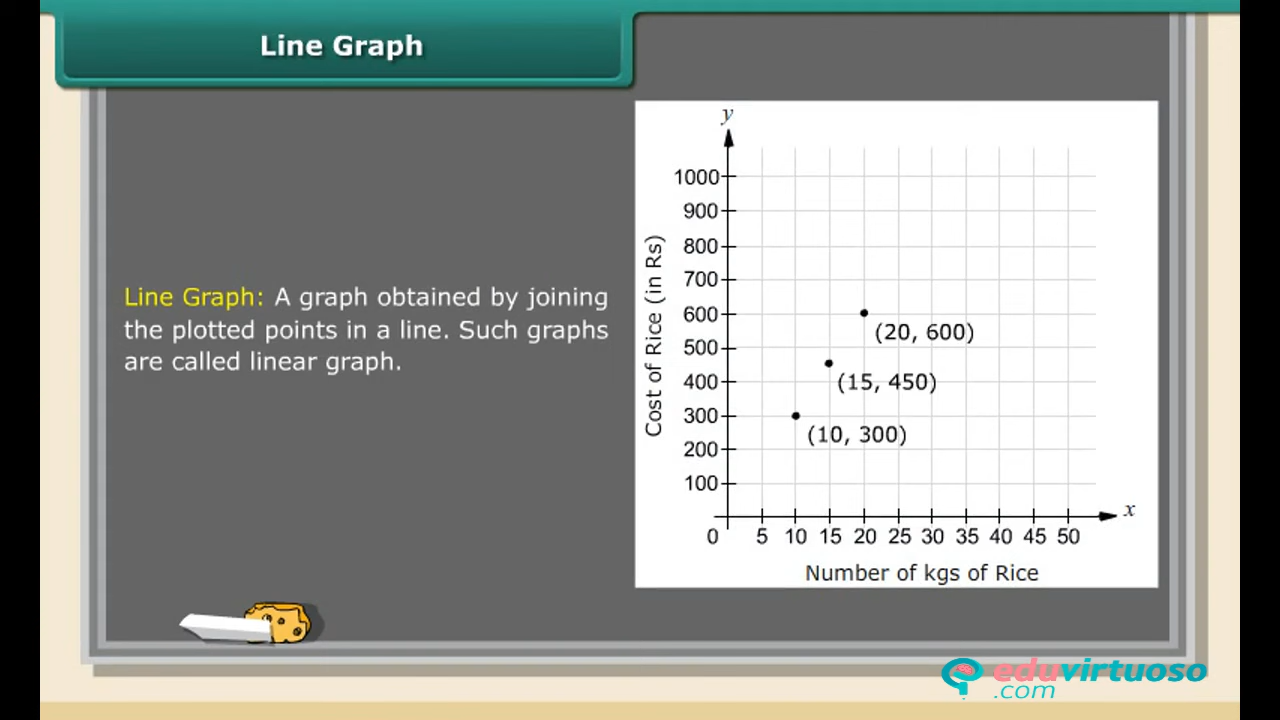 Line Graph
Line Graph: A graph obtained by joining
the plotted points in a line. Such graphs
are called linear graph.
y
1000
900
800
700
600
500
400
300
200
100
Cost of Rice (in Rs)
(20, 600)
(15, 450)
(10, 300)
x
0 5 10 15 20 25 30 35 40 45 50
Number of kgs of Rice
eduvirtuoso
.com